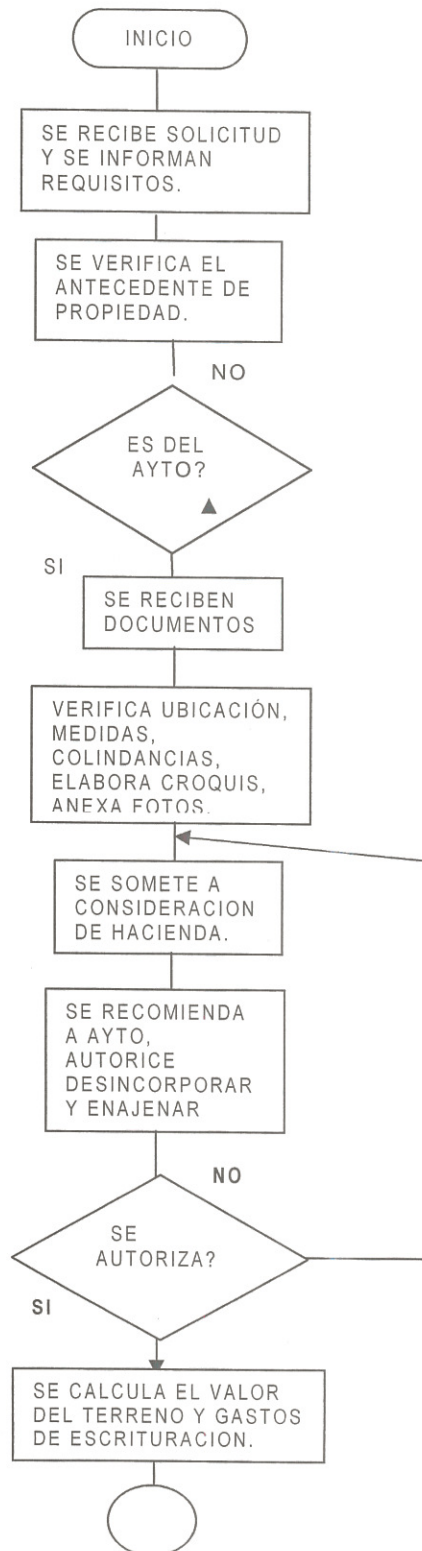 INICIO
SE RECIBE SOLICITUD
Y SE INFORMAN
REQUISITOS.
SE VERIFICA EL
ANTECEDENTE DE
PROPIEDAD.
NO
ES DEL
AYTO?
SI
SE RECIBEN
DOCUMENTOS
VERIFICA UBICACIÓN,
MEDIDAS,
COLINDANCIAS,
ELABORA CROQUIS,
ANEXA FOTOS.
SE SOMETE A
CONSIDERACION
DE HACIENDA.
SE RECOMIENDA
A AYTO,
AUTORICE
DESINCORPORAR
Y ENAJENAR
NO
SE
AUTORIZA?
SI
SE CALCULA EL VALOR
DEL TERRENO Y GASTOS
DE ESCRITURACION.